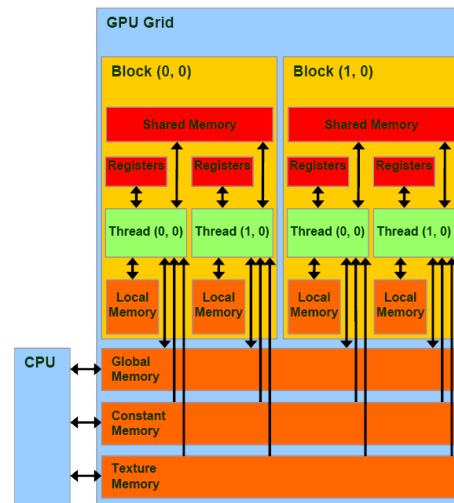 GPU Grid
Block (0, 0)
Block (1, 0)
Shared Memory
Shared Memory
Registers
Registers
Registers
Registers
Thread (0, 0)
Thread (1, 0)
Thread (0, 0)
Thread (1, 0)
Local
Memory
Local
Memory
Local
Memory
Local
Memory
CPU
Global
Memory
Constant
Memory
Texture
Memory